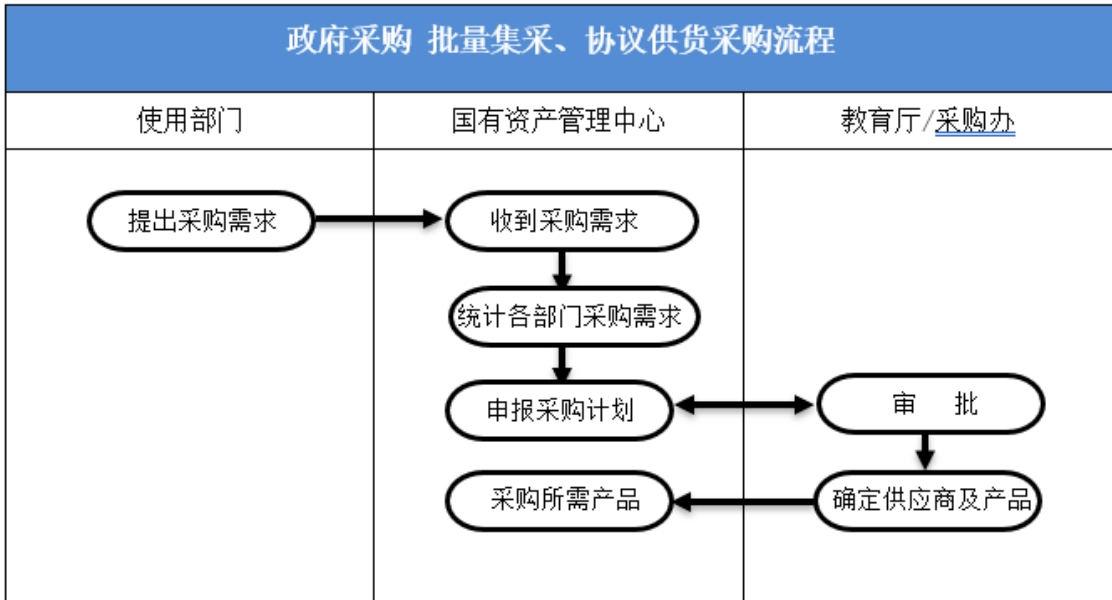 政府采购 批量集采、协议供货采购流程
使用部门
国有资产管理中心
教育厅/采购办
提出采购需求
收到采购需求
统计各部门采购需求
申报采购计划
审 批
采购所需产品
确定供应商及产品